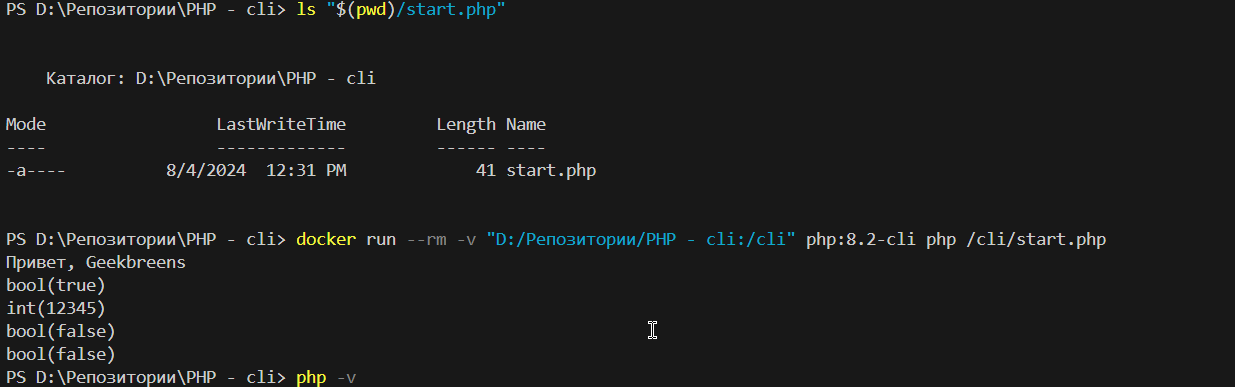 PS D:\Репозитории\PHP - cli> ls "$(pwd)/start.php"
Каталог: D:\Репозитории\PHP - cli
Mode LastWriteTime Length Name
---- ------------- ------ ----
-a---- 8/4/2024 12:31 PM 41 start.php
PS D:\Репозитории\PHP - cli> docker run --rm -v "D:/Репозитории/PHP - cli:/cli" php:8.2-cli php /cli/start.php
Привет, Geekbreens
bool(true)
int(12345)
bool(false)
bool(false)
PS D:\Репозитории\PHP - cli> php -v